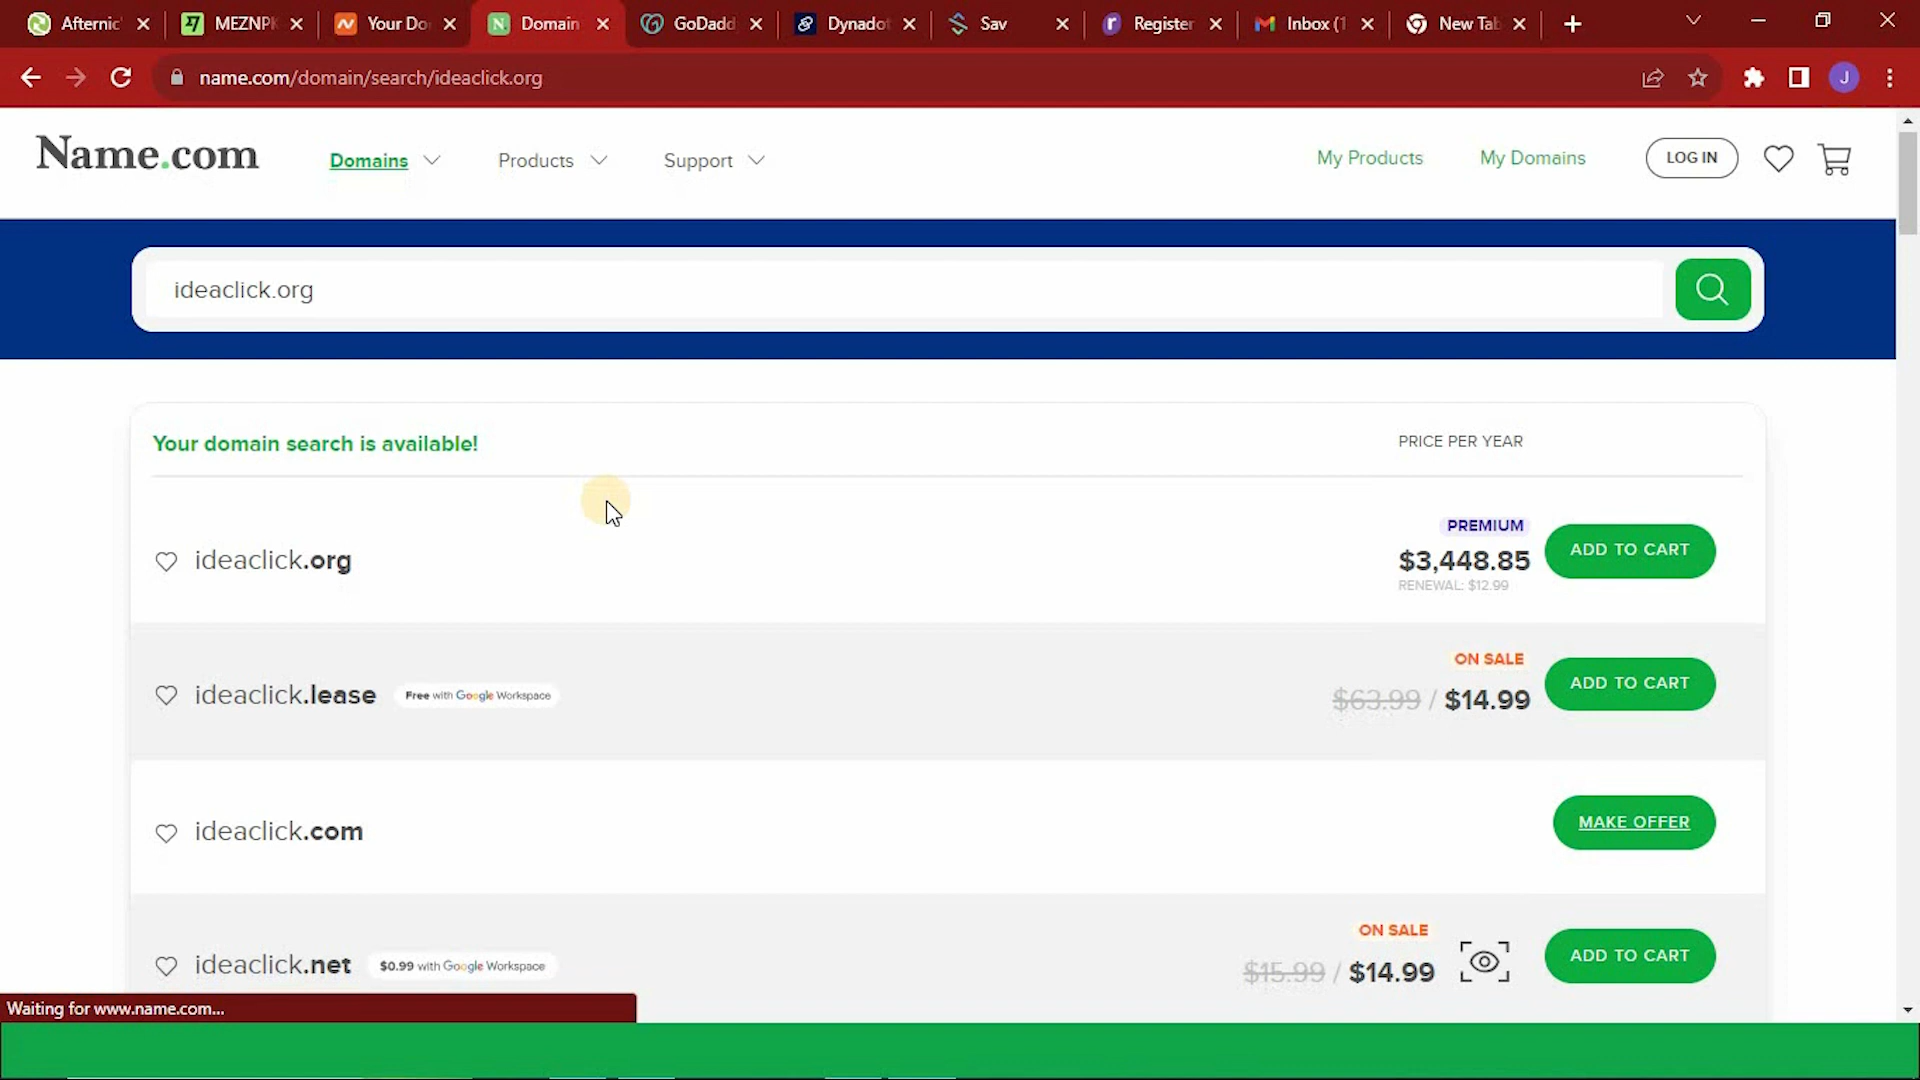 Afternic
MEZNPK
Your Do
Domain
GoDadd
Dynadot
Sav
Register
Inbox (1
New Tab
name.com/domain/search/ideaclick.org
J
Name.com
Domains
Products
Support
My Products
My Domains
LOG IN
ideaclick.org
Your domain search is available!
PRICE PER YEAR
PREMIUM
ideaclick.org
$3,448.85
ADD TO CART
RENEWAL: $12.99
ON SALE
ideaclick.lease
Free with Google Workspace
$63.99 / $14.99
ADD TO CART
ideaclick.com
MAKE OFFER
ON SALE
ideaclick.net
$0.99 with Google Workspace
$15.99 / $14.99
ADD TO CART
Waiting for www.name.com...